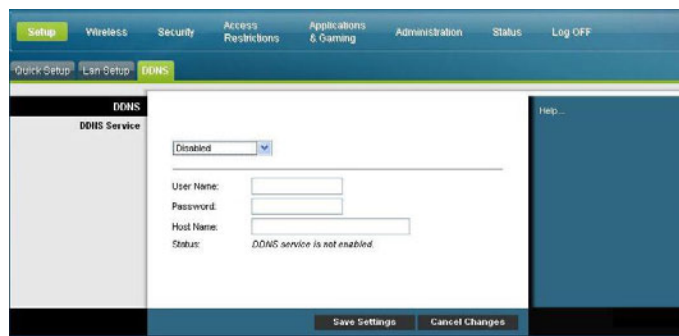 Setup Wireless Security Access Restrictions Applications & Gaming Administration Status Log OFF
Quick Setup Lan Setup DDNS
DDNS
DDNS Service
Help...
Disabled
User Name:
Password:
Host Name:
Status: DDNS service is not enabled.
Save Settings Cancel Changes